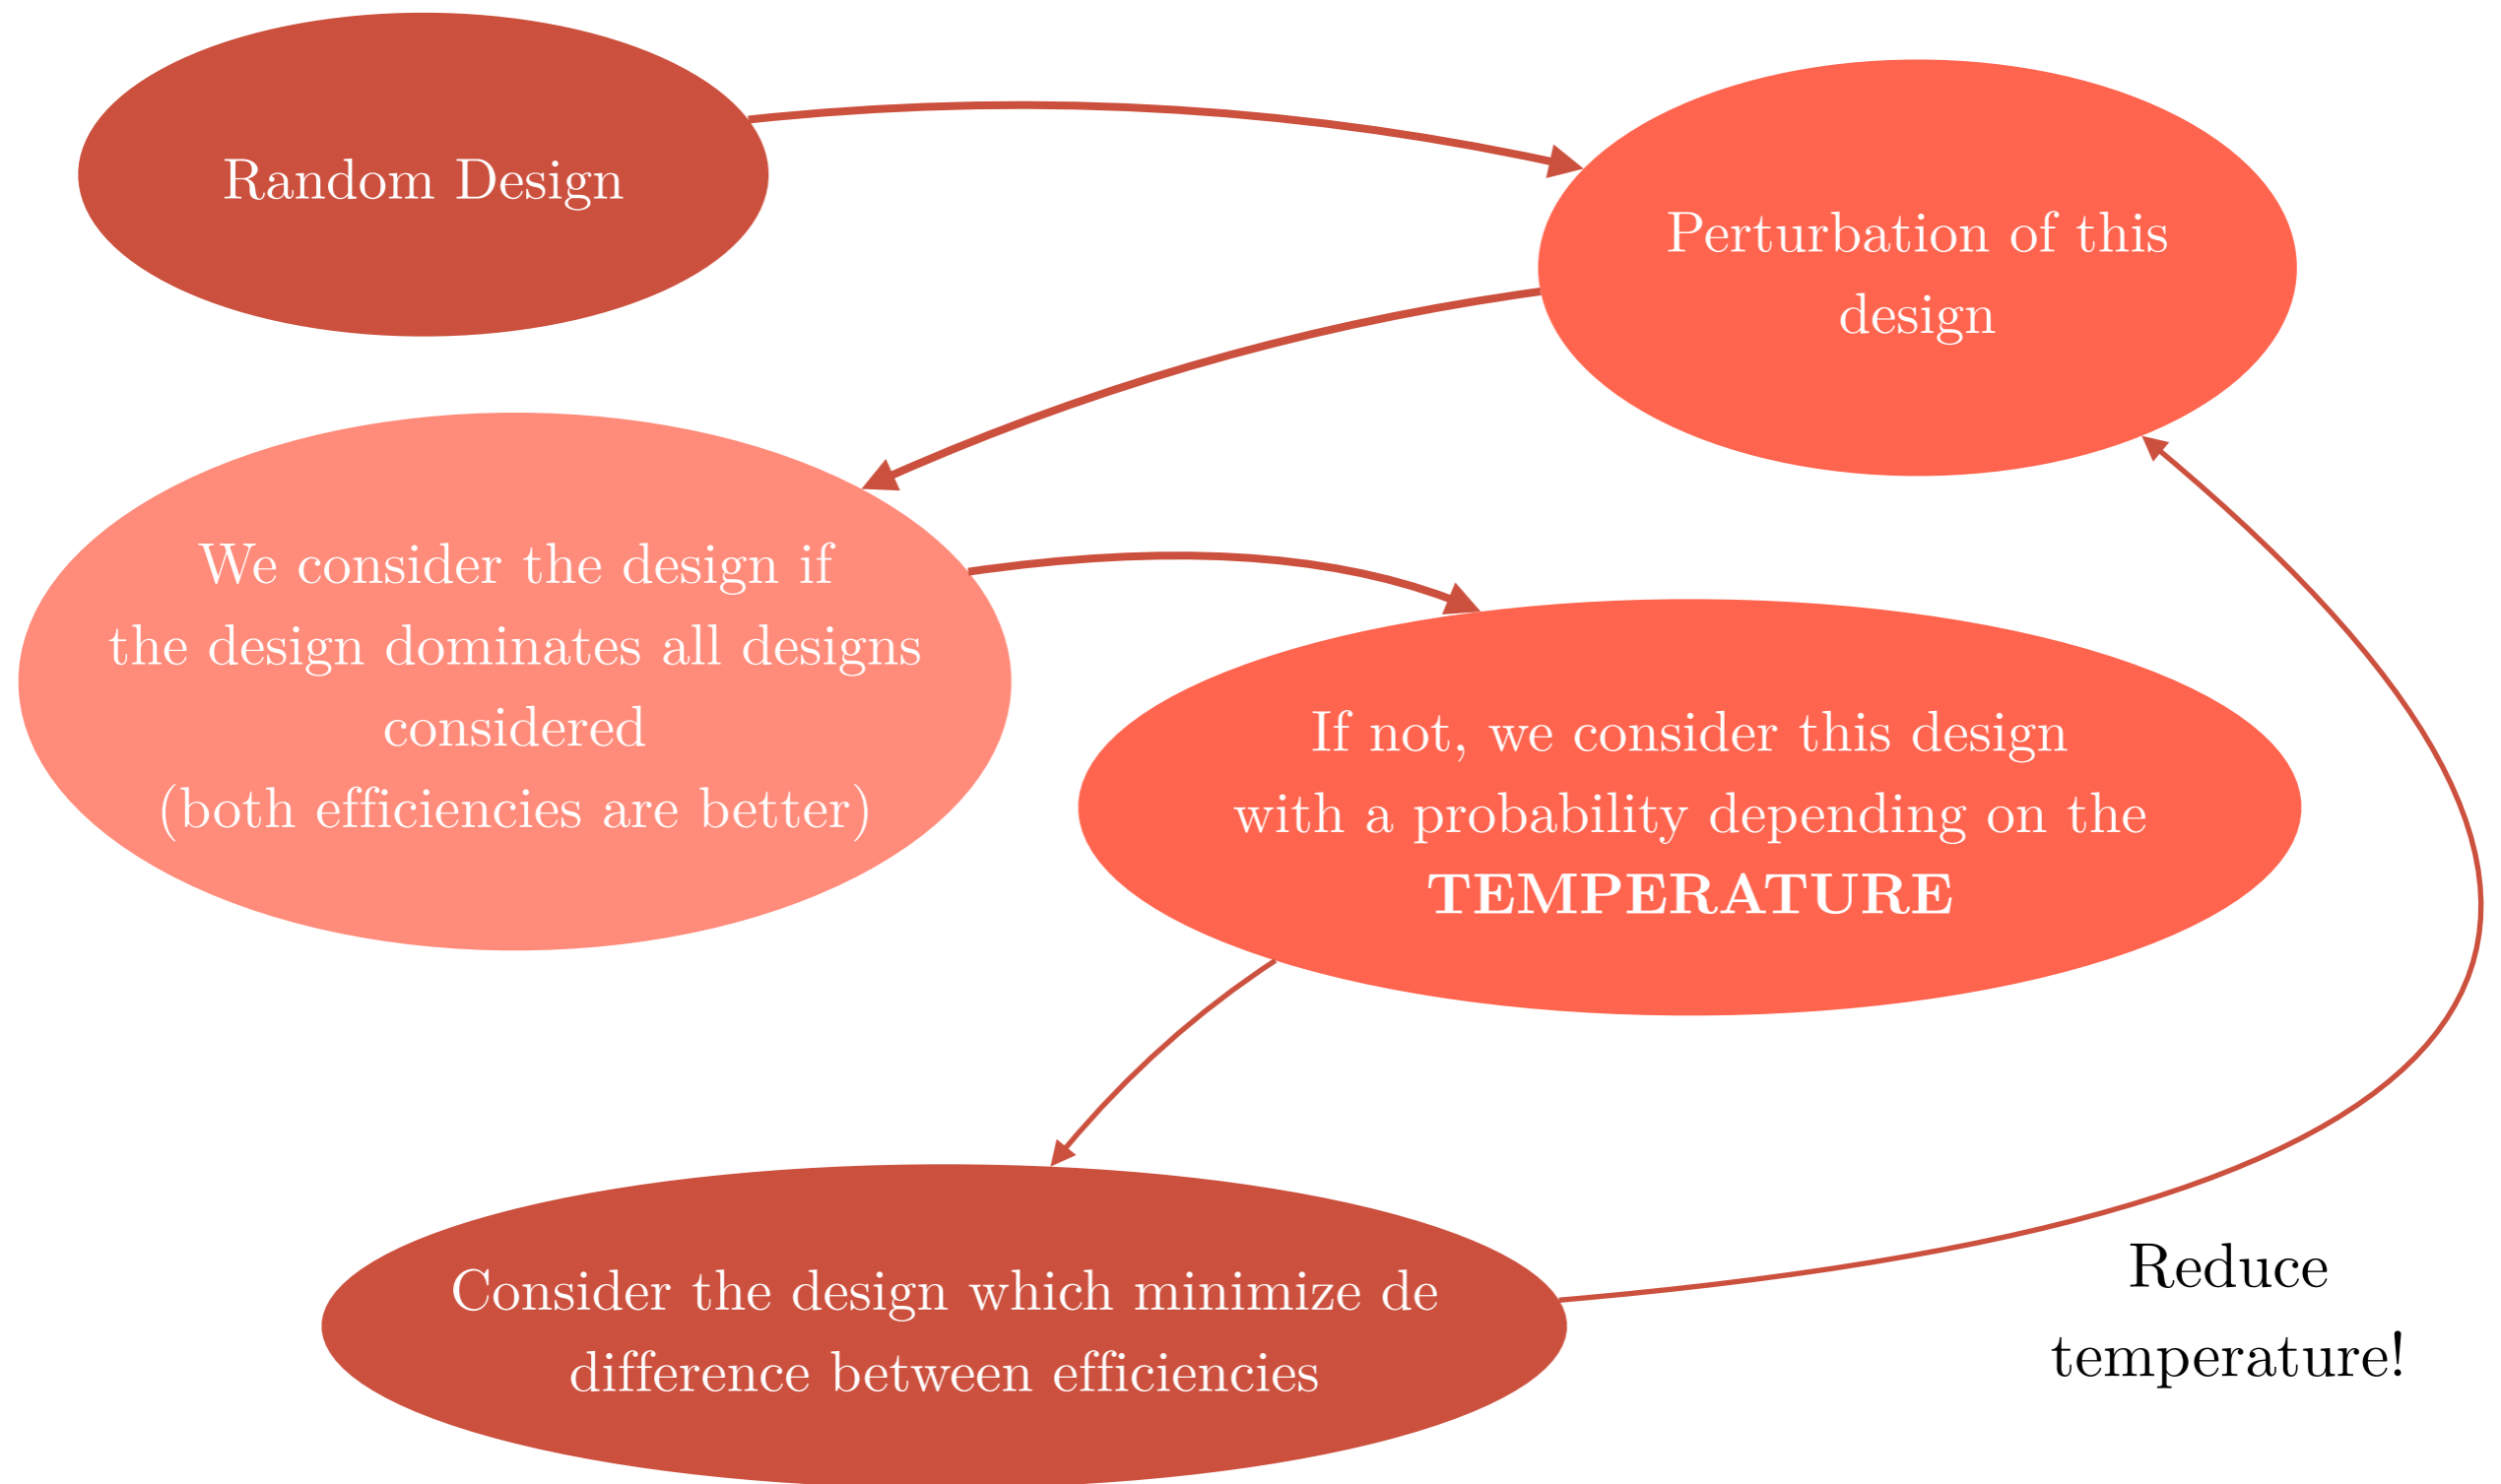 Random Design
Perturbation of this
design
We consider the design if
the design dominates all designs
considered
(both efficiencies are better)
If not, we consider this design
with a probability depending on the
TEMPERATURE
Consider the design which minimize de
difference between efficiencies
Reduce
temperature!